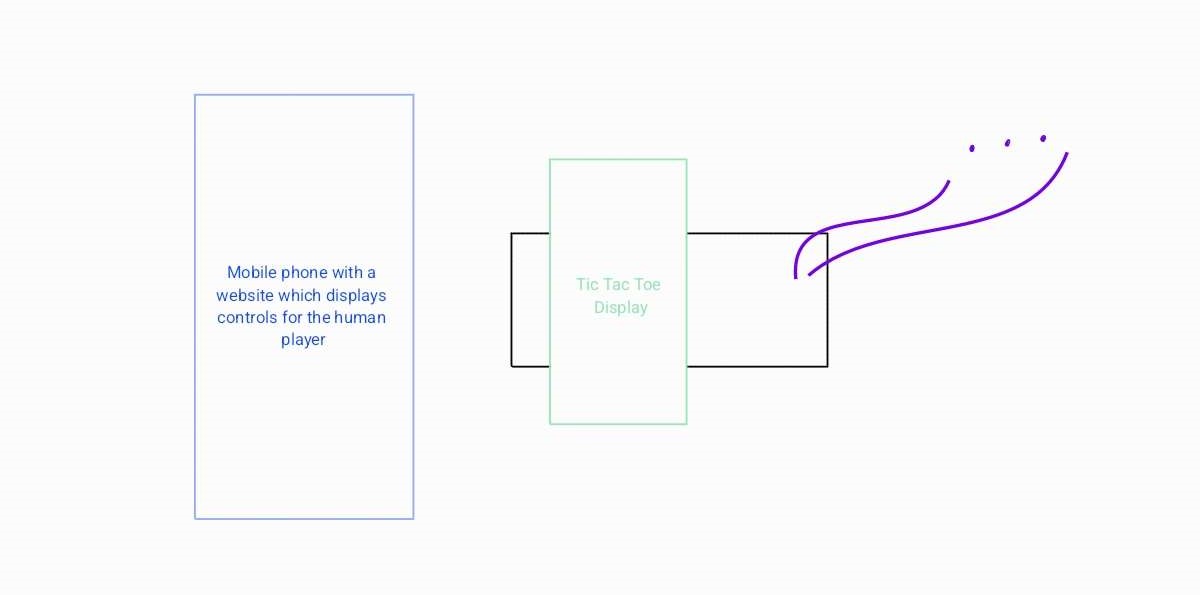 Mobile phone with a
website which displays
controls for the human
player
Tic Tac Toe
Display